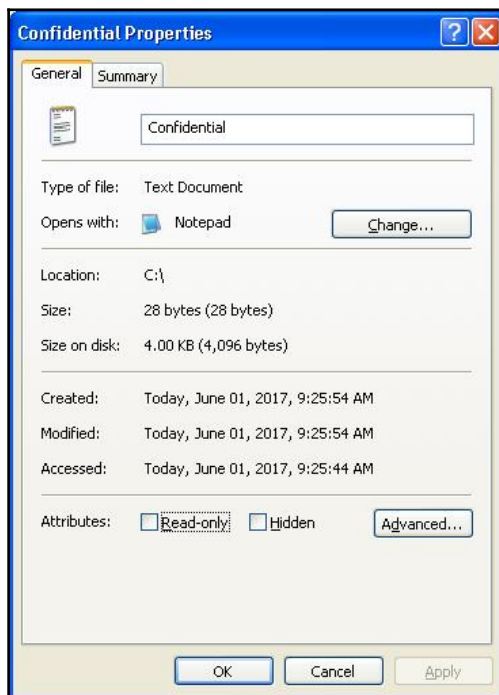 Confidential Properties
General Summary
Confidential
Type of file: Text Document
Opens with: Notepad Change...
Location: C:\
Size: 28 bytes (28 bytes)
Size on disk: 4.00 KB (4,096 bytes)
Created: Today, June 01, 2017, 9:25:54 AM
Modified: Today, June 01, 2017, 9:25:54 AM
Accessed: Today, June 01, 2017, 9:25:44 AM
Attributes: Read-only Hidden Advanced...
OK Cancel Apply